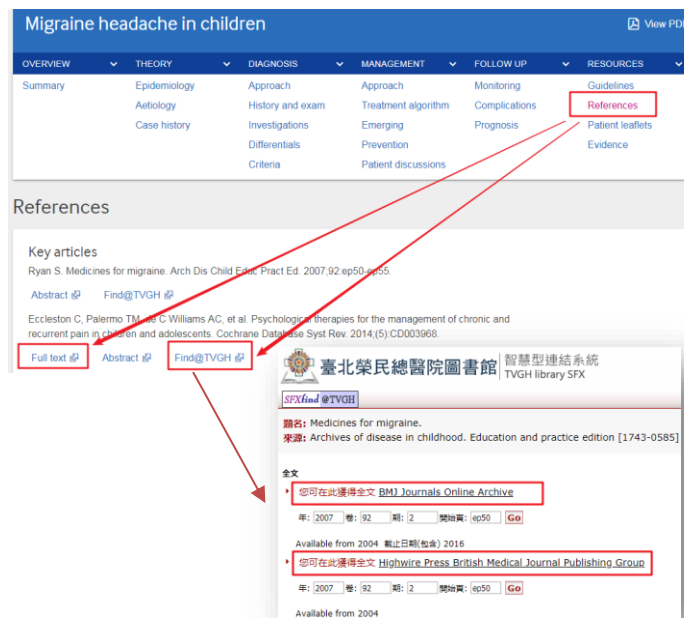 Migraine headache in children
View PDF
OVERVIEW THEORY DIAGNOSIS MANAGEMENT FOLLOW UP RESOURCES
Summary Epidemiology Approach Approach Monitoring Guidelines
Aetiology History and exam Treatment algorithm Complications References
Case history Investigations Emerging Prognosis Patient leaflets
Differentials Prevention Evidence
Criteria Patient discussions
References
Key articles
Ryan S. Medicines for migraine. Arch Dis Child Educ Pract Ed. 2007;92:ep50-ep55.
Abstract Find@TVGH
Eccleston C, Palermo TM, de C Williams AC, et al. Psychological therapies for the management of chronic and
recurrent pain in children and adolescents. Cochrane Database Syst Rev. 2014;(5):CD003968.
Full text Abstract Find@TVGH
臺北榮民總醫院圖書館 智慧型連結系統
TVGH library SFX
SFXfind @TVGH
題名: Medicines for migraine.
來源: Archives of disease in childhood. Education and practice edition [1743-0585]
全文
您可在此獲得全文 BMJ Journals Online Archive
年: 2007 卷: 92 期: 2 開始頁: ep50 Go
Available from 2004 截止日期(包含) 2016
您可在此獲得全文 Highwire Press British Medical Journal Publishing Group
年: 2007 卷: 92 期: 2 開始頁: ep50 Go
Available from 2004